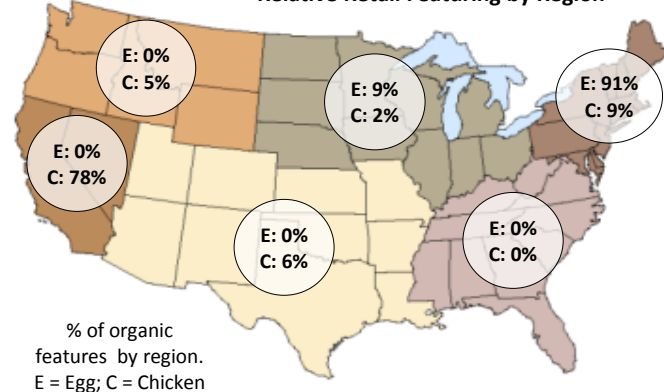 Relative Retail Featuring by Region
E: 0%
C: 5%
E: 9%
C: 2%
E: 91%
C: 9%
E: 0%
C: 78%
E: 0%
C: 6%
E: 0%
C: 0%
% of organic
features by region.
E = Egg; C = Chicken